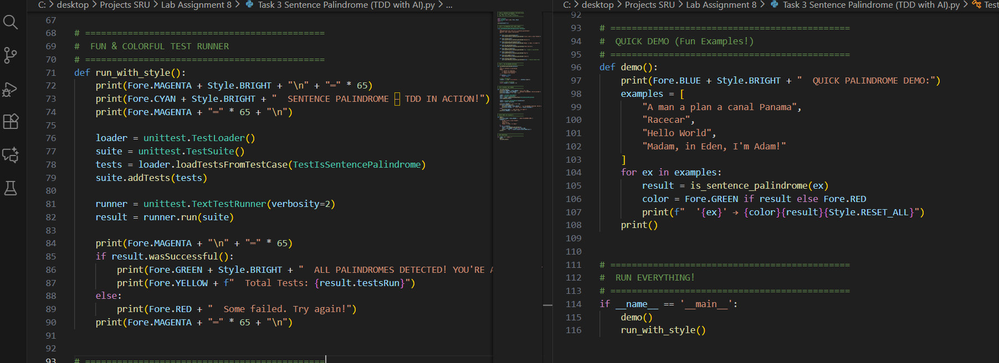 C: > desktop > Projects SRU > Lab Assignment 8 > Task 3 Sentence Palindrome (TDD with AI).py > ...
67
68 # =============================================
69 #  FUN & COLORFUL TEST RUNNER
70 # =============================================
71 def run_with_style():
72     print(Fore.MAGENTA + Style.BRIGHT + "\n" + "═" * 65)
73     print(Fore.CYAN + Style.BRIGHT + "  SENTENCE PALINDROME – TDD IN ACTION!")
74     print(Fore.MAGENTA + "═" * 65 + "\n")
75
76     loader = unittest.TestLoader()
77     suite = unittest.TestSuite()
78     tests = loader.loadTestsFromTestCase(TestIsSentencePalindrome)
79     suite.addTests(tests)
80
81     runner = unittest.TextTestRunner(verbosity=2)
82     result = runner.run(suite)
83
84     print(Fore.MAGENTA + "\n" + "═" * 65)
85     if result.wasSuccessful():
86         print(Fore.GREEN + Style.BRIGHT + "  ALL PALINDROMES DETECTED! YOU'RE
87         print(Fore.YELLOW + f"  Total Tests: {result.testsRun}")
88     else:
89         print(Fore.RED + "  Some failed. Try again!")
90     print(Fore.MAGENTA + "═" * 65 + "\n")
91
92
93 # =============================================
C: > desktop > Projects SRU > Lab Assignment 8 > Task 3 Sentence Palindrome (TDD with AI).py > Test
92
93 # =============================================
94 #  QUICK DEMO (Fun Examples!)
95 # =============================================
96 def demo():
97     print(Fore.BLUE + Style.BRIGHT + "  QUICK PALINDROME DEMO:")
98     examples = [
99         "A man a plan a canal Panama",
100         "Racecar",
101         "Hello World",
102         "Madam, in Eden, I'm Adam!"
103     ]
104     for ex in examples:
105         result = is_sentence_palindrome(ex)
106         color = Fore.GREEN if result else Fore.RED
107         print(f"  '{ex}' → {color}{result}{Style.RESET_ALL}")
108     print()
109
110
111 # =============================================
112 #  RUN EVERYTHING!
113 # =============================================
114 if __name__ == '__main__':
115     demo()
116     run_with_style()